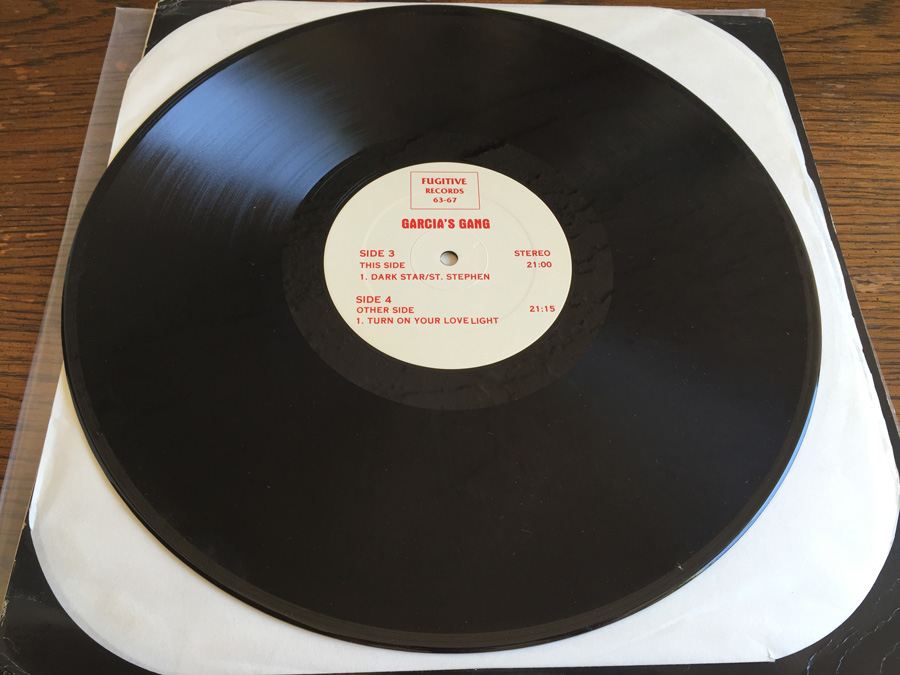 FUGITIVE
RECORDS
63-67
GARCIA'S GANG
SIDE 3 STEREO
THIS SIDE 21:00
1. DARK STAR/ST. STEPHEN
SIDE 4
OTHER SIDE 21:15
1. TURN ON YOUR LOVE LIGHT